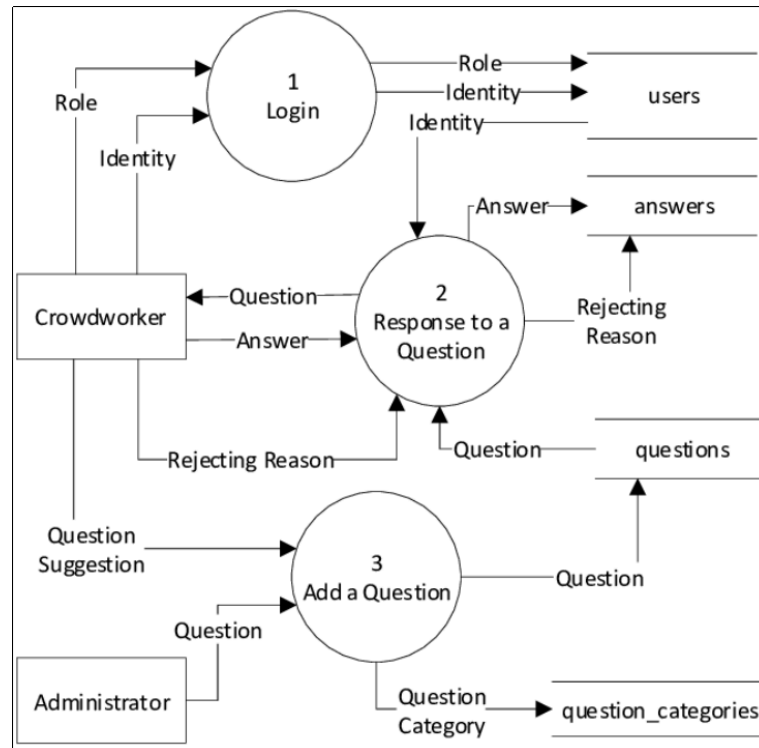 1
Login
Role
Identity
Role
Identity
Identity
users
Answer
answers
Crowdworker
Question
Answer
2
Response to a
Question
Rejecting
Reason
Rejecting Reason
Question
questions
Question
Suggestion
3
Add a Question
Question
Question
Administrator
Question
Category
question_categories